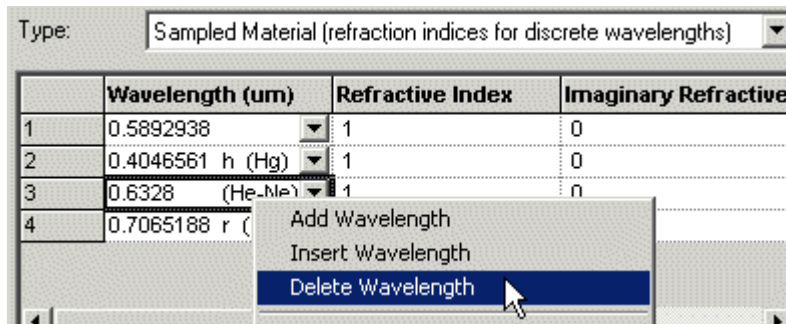 Type: Sampled Material (refraction indices for discrete wavelengths)
Wavelength (um) Refractive Index Imaginary Refractive
1 0.5892938 1 0
2 0.4046561 h (Hg) 1 0
3 0.6328 (He-Ne) 1 0
4 0.7065188 r (
Add Wavelength
Insert Wavelength
Delete Wavelength